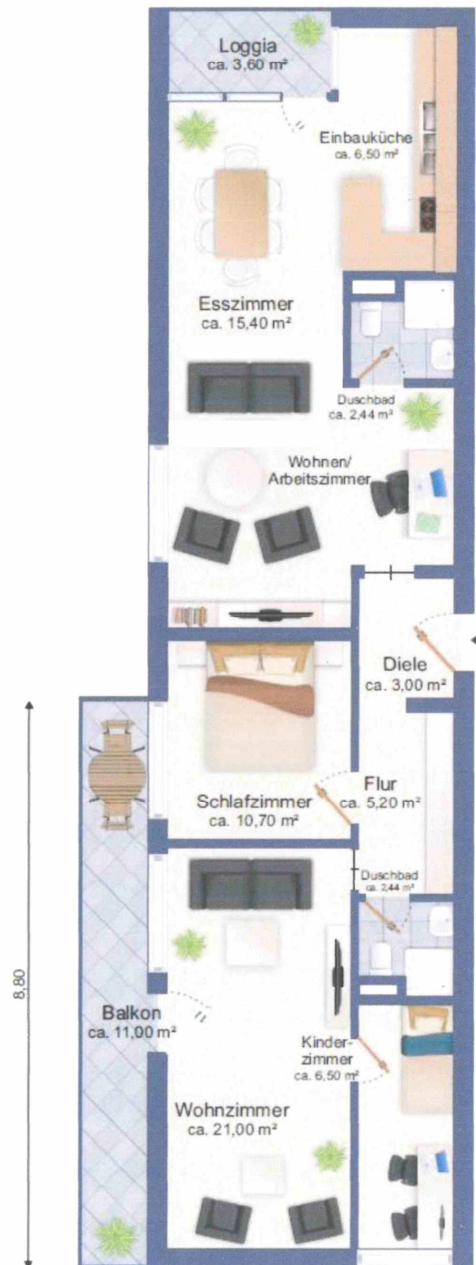 Loggia
ca. 3,60 m²
Einbauküche
ca. 6,50 m²
Esszimmer
ca. 15,40 m²
Duschbad
ca. 2,44 m²
Wohnen/
Arbeitszimmer
Diele
ca. 3,00 m²
Schlafzimmer
ca. 10,70 m²
Flur
ca. 5,20 m²
Duschbad
ca. 2,44 m²
8,80
Balkon
ca. 11,00 m²
Kinder-
zimmer
ca. 6,50 m²
Wohnzimmer
ca. 21,00 m²